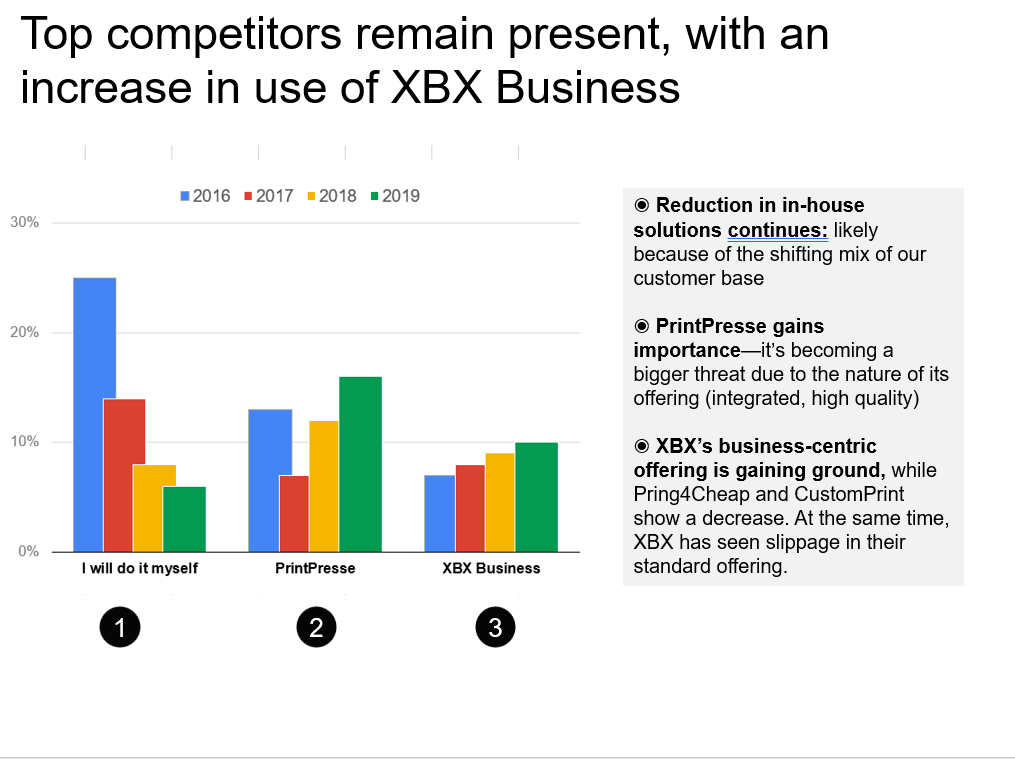 Top competitors remain present, with an
increase in use of XBX Business
2016 2017 2018 2019
30%
20%
10%
0%
I will do it myself PrintPresse XBX Business
1 2 3
◉ Reduction in in-house
solutions continues: likely
because of the shifting mix of our
customer base
◉ PrintPresse gains
importance—it’s becoming a
bigger threat due to the nature of its
offering (integrated, high quality)
◉ XBX’s business-centric
offering is gaining ground, while
Pring4Cheap and CustomPrint
show a decrease. At the same time,
XBX has seen slippage in their
standard offering.